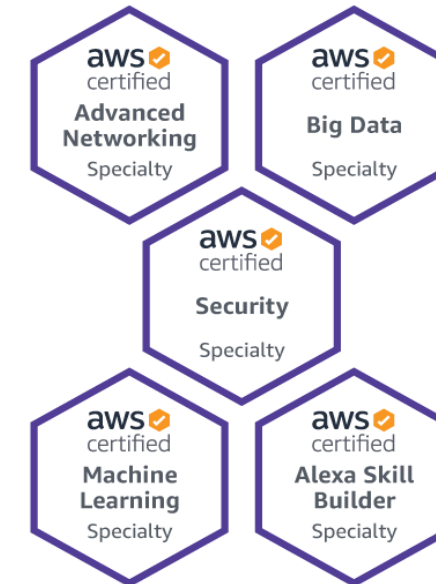 aws
certified
Advanced
Networking
Specialty
aws
certified
Big Data
Specialty
aws
certified
Security
Specialty
aws
certified
Machine
Learning
Specialty
aws
certified
Alexa Skill
Builder
Specialty